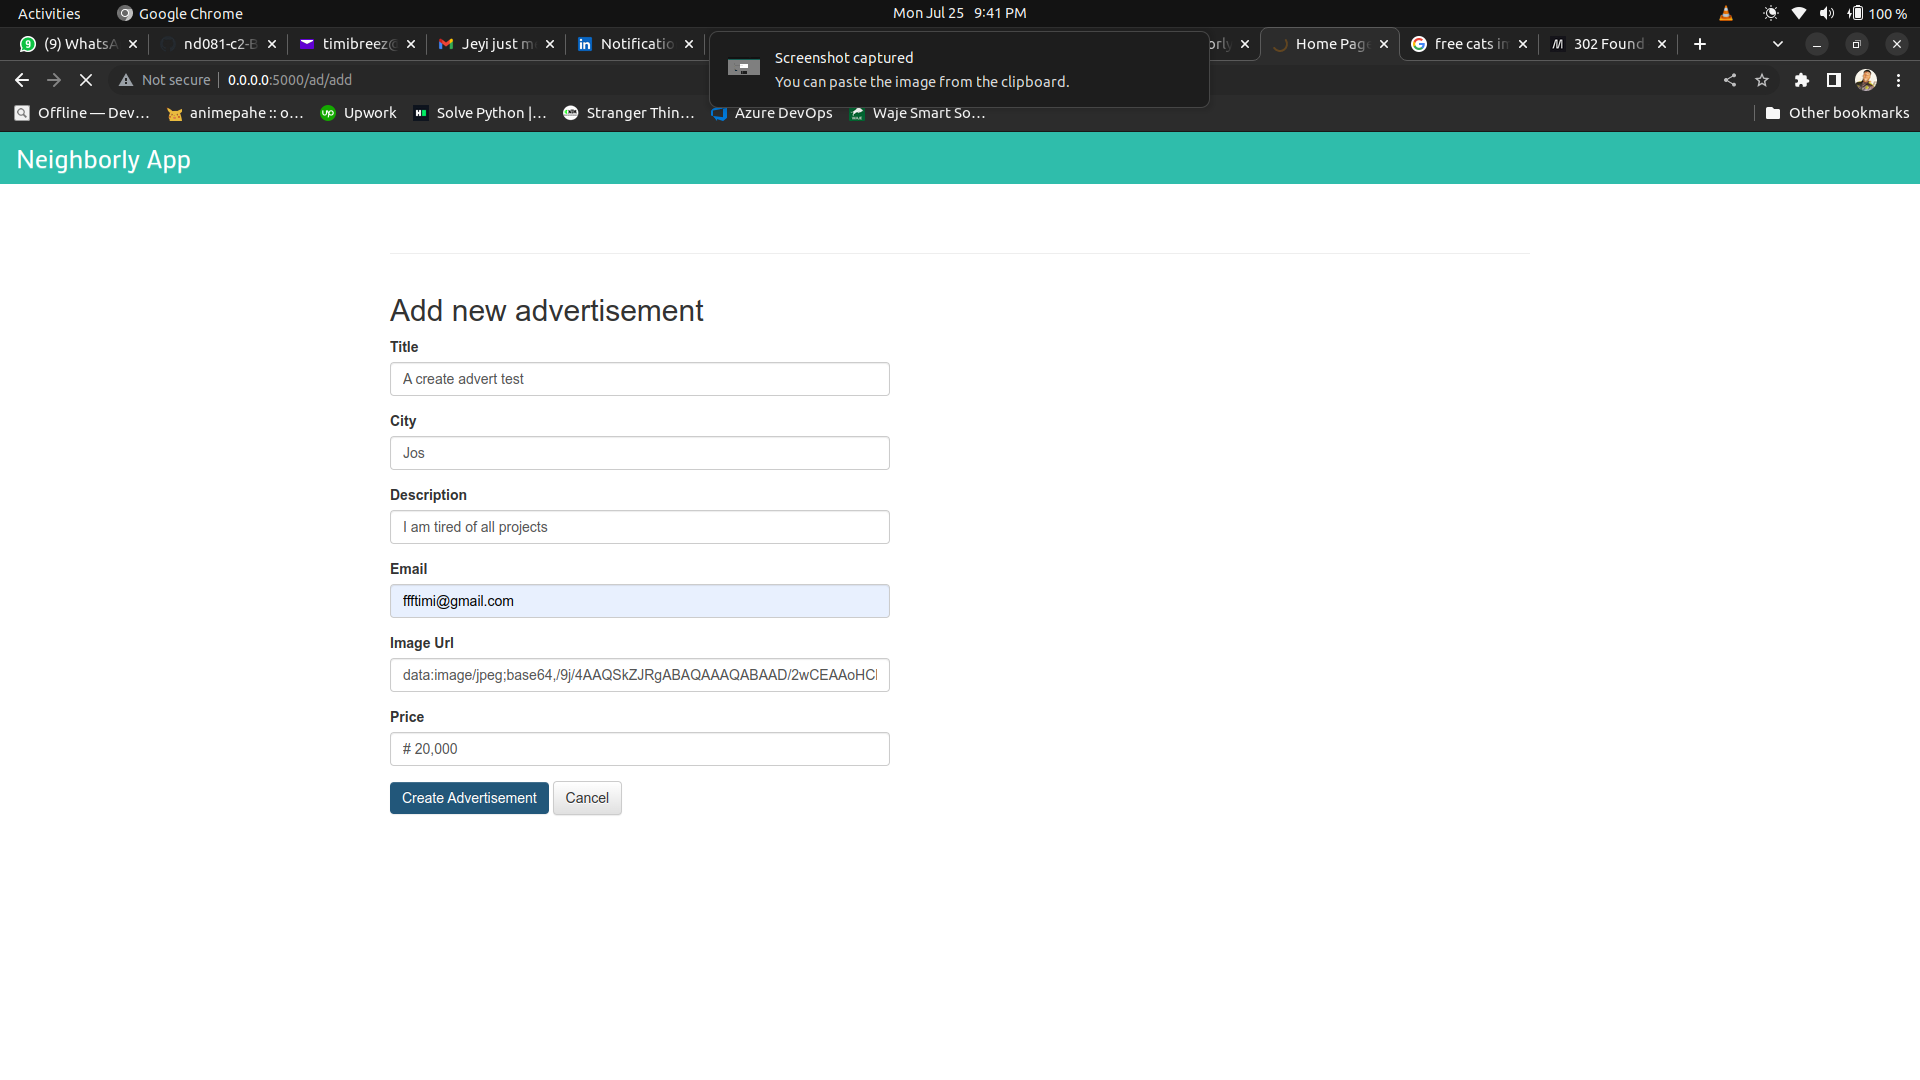 Activities Google Chrome Mon Jul 25 9:41 PM 100 %
(9) WhatsA nd081-c2-B timibreez@ Jeyi just m Notificatio orly Home Page free cats in 302 Found
Screenshot captured
You can paste the image from the clipboard.
Not secure 0.0.0.0:5000/ad/add
Offline — Dev... animepahe :: o... Upwork Solve Python |... Stranger Thin... Azure DevOps Waje Smart So... Other bookmarks
Neighborly App
Add new advertisement
Title
A create advert test
City
Jos
Description
I am tired of all projects
Email
ffftimi@gmail.com
Image Url
data:image/jpeg;base64,/9j/4AAQSkZJRgABAQAAAQABAAD/2wCEAAoHC
Price
# 20,000
Create Advertisement Cancel